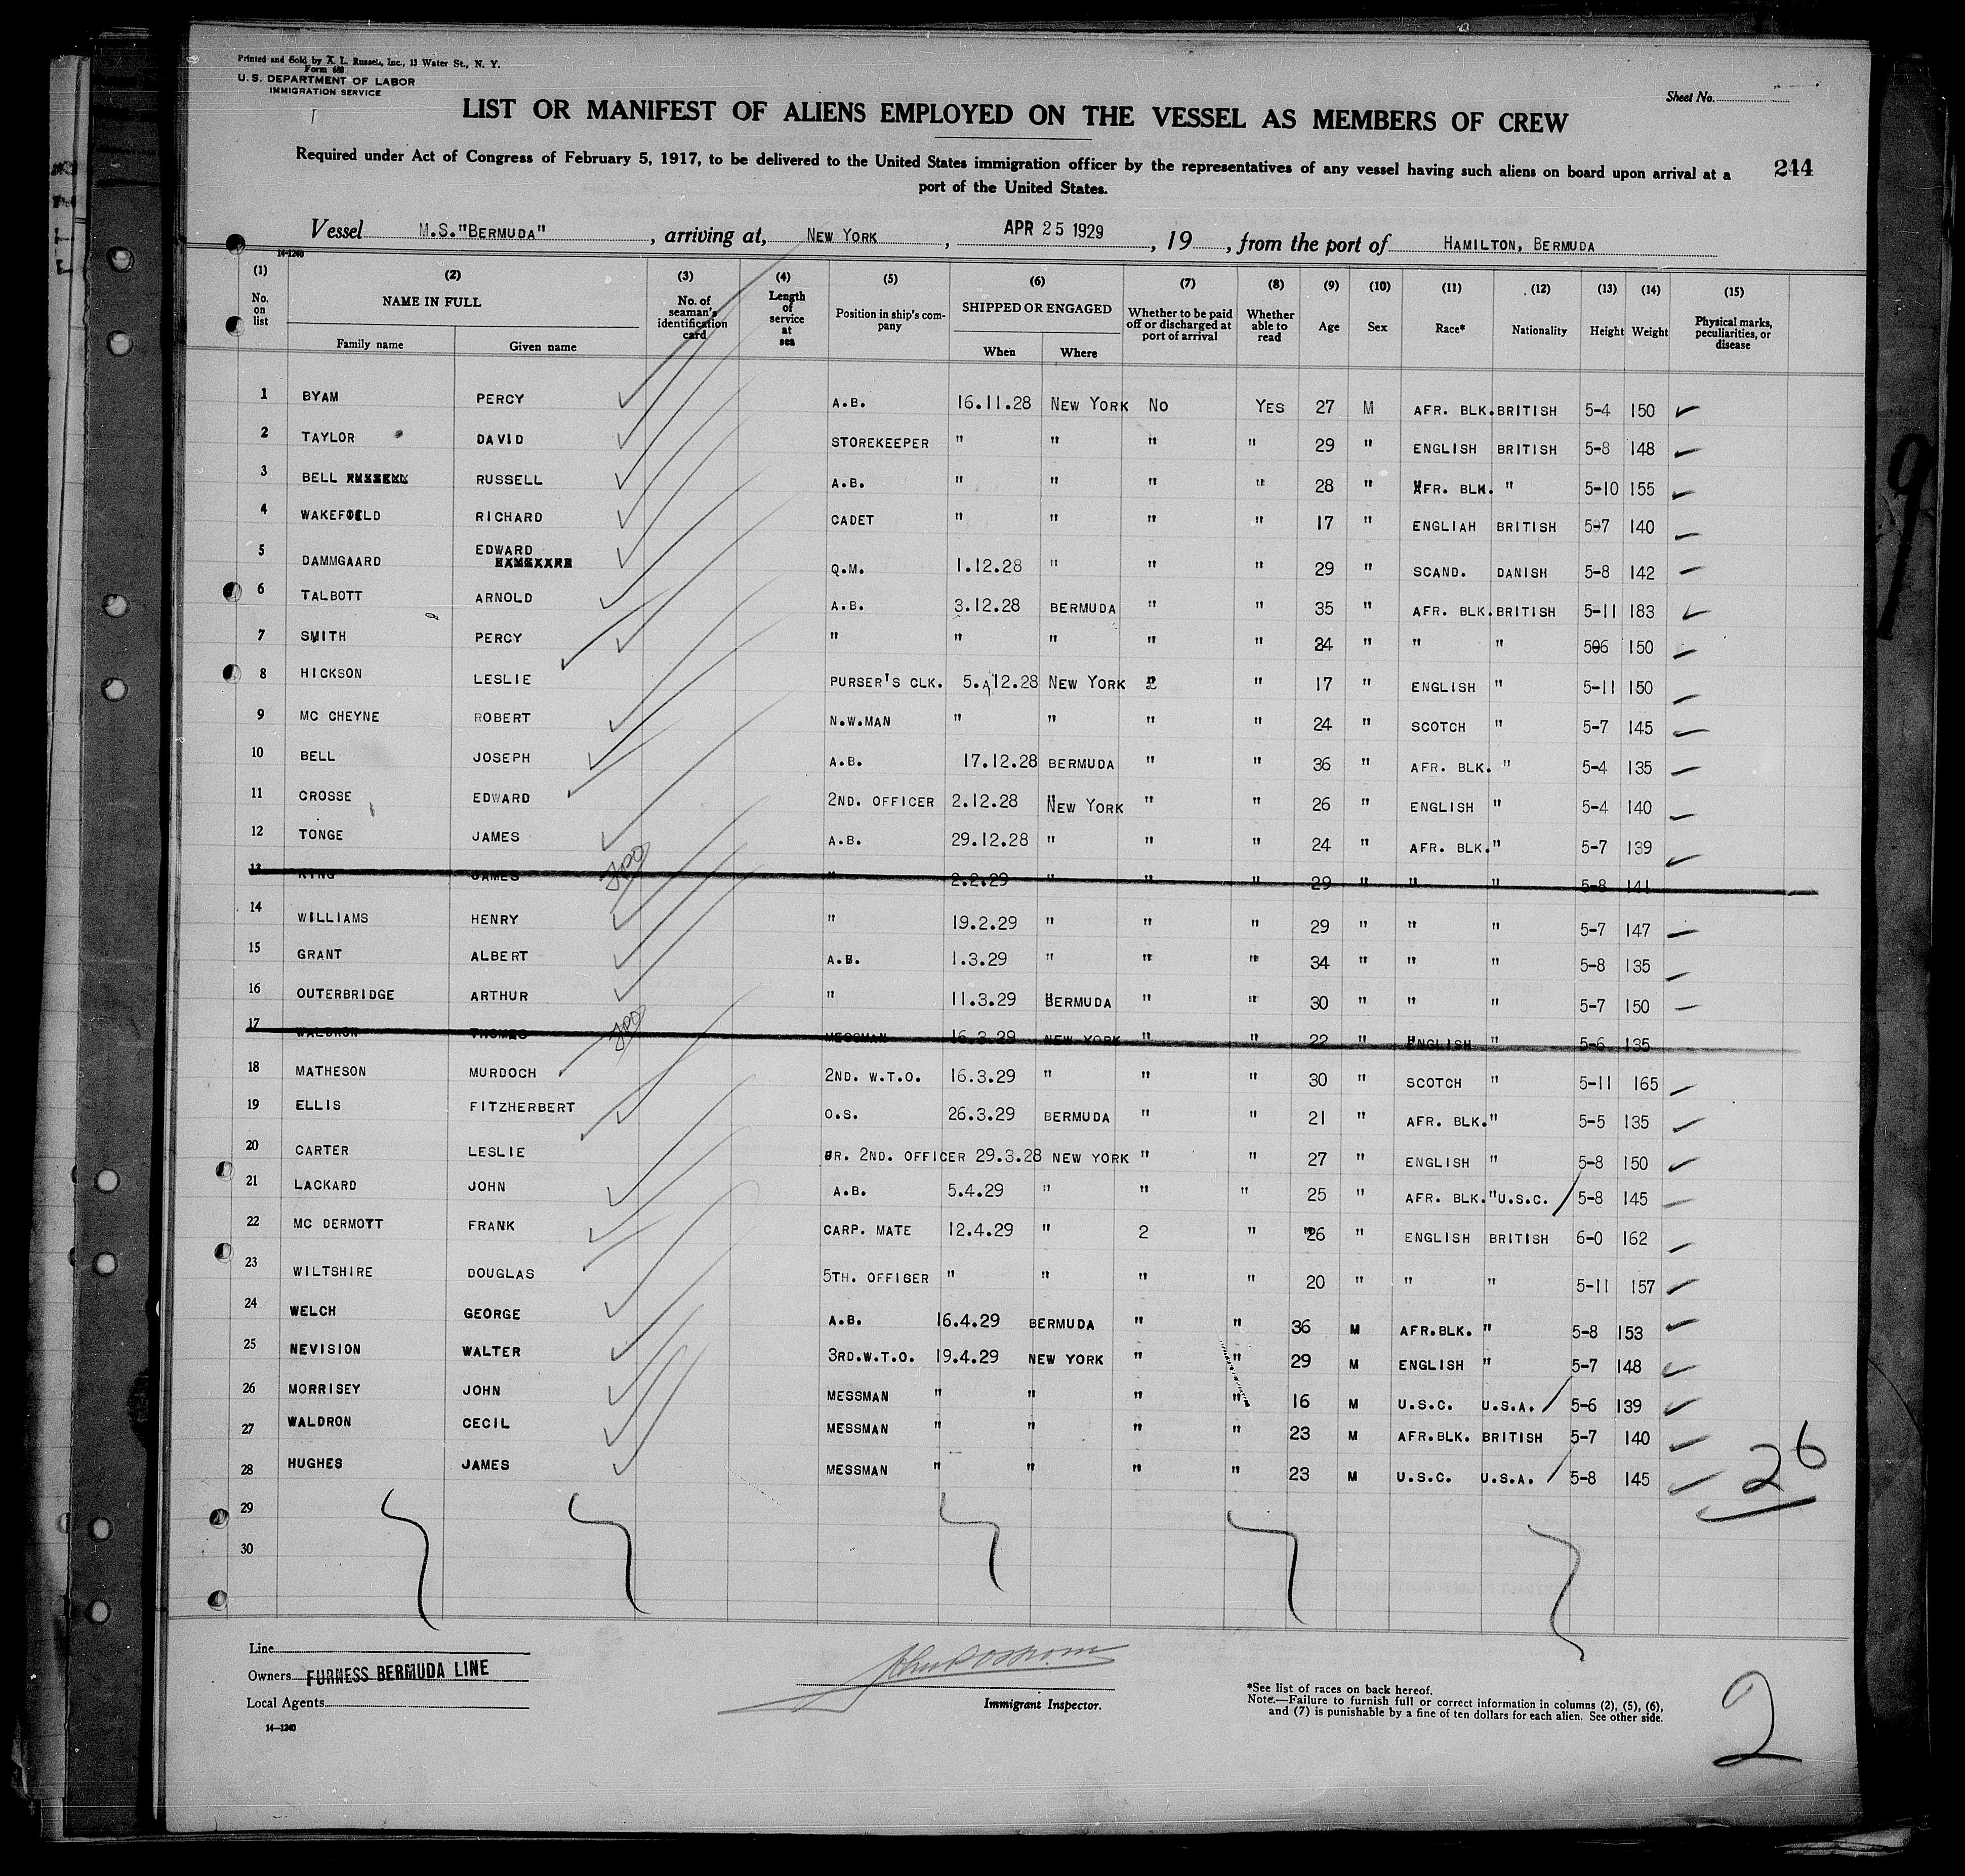 Printed and Sold by X. L. Russell, Inc., 13 Water St., N. Y.
Form 680
U. S. DEPARTMENT OF LABOR
IMMIGRATION SERVICE
Sheet No.
LIST OR MANIFEST OF ALIENS EMPLOYED ON THE VESSEL AS MEMBERS OF CREW
Required under Act of Congress of February 5, 1917, to be delivered to the United States immigration officer by the representatives of any vessel having such aliens on board upon arrival at a
port of the United States.
244
Vessel M.S."BERMUDA", arriving at, NEW YORK, APR 25 1929, 19, from the port of HAMILTON, BERMUDA
14-1240
(1) (2) (3) (4) (5) (6) (7) (8) (9) (10) (11) (12) (13) (14) (15)
No. on list NAME IN FULL Family name Given name No. of seaman's identification card Length of service at sea Position in ship's company SHIPPED OR ENGAGED When Where Whether to be paid off or discharged at port of arrival Whether able to read Age Sex Race* Nationality Height Weight Physical marks, peculiarities, or disease
1 BYAM PERCY A.B. 16.11.28 NEW YORK NO YES 27 M AFR. BLK. BRITISH 5-4 150
2 TAYLOR DAVID STOREKEEPER " " " " 29 " ENGLISH BRITISH 5-8 148
3 BELL RUSSELL A.B. " " " " 28 " AFR. BLK. " 5-10 155
4 WAKEFIELD RICHARD CADET " " " " 17 " ENGLIAH BRITISH 5-7 140
5 DAMMGAARD EDWARD Q.M. 1.12.28 " " " 29 " SCAND. DANISH 5-8 142
6 TALBOTT ARNOLD A.B. 3.12.28 BERMUDA " " 35 " AFR. BLK. BRITISH 5-11 183
7 SMITH PERCY " " " " " 24 " " " 506 150
8 HICKSON LESLIE PURSER'S CLK. 5.12.28 NEW YORK " " 17 " ENGLISH " 5-11 150
9 MC CHEYNE ROBERT N.W.MAN " " " " 24 " SCOTCH " 5-7 145
10 BELL JOSEPH A.B. 17.12.28 BERMUDA " " 36 " AFR. BLK. " 5-4 135
11 CROSSE EDWARD 2ND. OFFICER 2.12.28 NEW YORK " " 26 " ENGLISH " 5-4 140
12 TONGE JAMES A.B. 29.12.28 " " " 24 " AFR. BLK. " 5-7 139
13 KING JAMES " 2.2.29 " " " 29 " " " 5-8 141
14 WILLIAMS HENRY " 19.2.29 " " " 29 " " " 5-7 147
15 GRANT ALBERT A.B. 1.3.29 " " " 34 " " " 5-8 135
16 OUTERBRIDGE ARTHUR " 11.3.29 BERMUDA " " 30 " " " 5-7 150
17 WALDRON THOMES MESSMAN 16.3.29 NEW YORK " " 22 " ENGLISH " 5-6 135
18 MATHESON MURDOCH 2ND. W.T.O. 16.3.29 " " " 30 " SCOTCH " 5-11 165
19 ELLIS FITZHERBERT O.S. 26.3.29 BERMUDA " " 21 " AFR. BLK. " 5-5 135
20 CARTER LESLIE JR. 2ND. OFFICER 29.3.28 NEW YORK " " 27 " ENGLISH " 5-8 150
21 LACKARD JOHN A.B. 5.4.29 " " " 25 " AFR. BLK. "U.S.C. 5-8 145
22 MC DERMOTT FRANK CARP. MATE 12.4.29 " 2 " 26 " ENGLISH BRITISH 6-0 162
23 WILTSHIRE DOUGLAS 5TH. OFFISER " " " " 20 " " " 5-11 157
24 WELCH GEORGE A.B. 16.4.29 BERMUDA " " 36 M AFR.BLK. " 5-8 153
25 NEVISION WALTER 3RD.W.T.O. 19.4.29 NEW YORK " " 29 M ENGLISH " 5-7 148
26 MORRISEY JOHN MESSMAN " " " " 16 M U.S.C. U.S.A. 5-6 139
27 WALDRON CECIL MESSMAN " " " " 23 M AFR.BLK. BRITISH 5-7 140
28 HUGHES JAMES MESSMAN " " " " 23 M U.S.C. U.S.A. 5-8 145
26
29
30
Line
Owners FURNESS BERMUDA LINE
Local Agents
14-1240
Immigrant Inspector.
*See list of races on back hereof.
Note.—Failure to furnish full or correct information in columns (2), (5), (6),
and (7) is punishable by a fine of ten dollars for each alien. See other side.
2
9